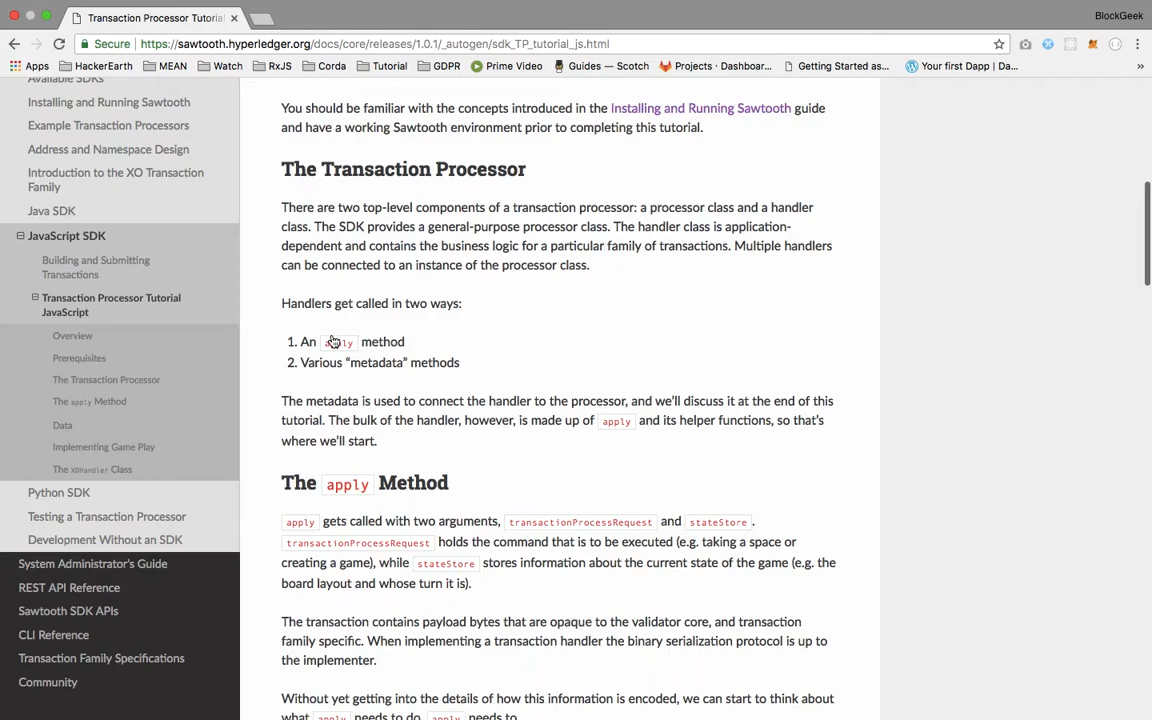 Transaction Processor Tutoria
BlockGeek
Secure https://sawtooth.hyperledger.org/docs/core/releases/1.0.1/_autogen/sdk_TP_tutorial_js.html
Apps HackerEarth MEAN Watch RxJS Corda Tutorial GDPR Prime Video Guides — Scotch Projects · Dashboar... Getting Started as... Your first Dapp | Da... »
Available SDKs
Installing and Running Sawtooth
Example Transaction Processors
Address and Namespace Design
Introduction to the XO Transaction
Family
Java SDK
JavaScript SDK
Building and Submitting
Transactions
Transaction Processor Tutorial
JavaScript
Overview
Prerequisites
The Transaction Processor
The apply Method
Data
Implementing Game Play
The XOHandler Class
Python SDK
Testing a Transaction Processor
Development Without an SDK
System Administrator's Guide
REST API Reference
Sawtooth SDK APIs
CLI Reference
Transaction Family Specifications
Community
You should be familiar with the concepts introduced in the Installing and Running Sawtooth guide
and have a working Sawtooth environment prior to completing this tutorial.
The Transaction Processor
There are two top-level components of a transaction processor: a processor class and a handler
class. The SDK provides a general-purpose processor class. The handler class is application-
dependent and contains the business logic for a particular family of transactions. Multiple handlers
can be connected to an instance of the processor class.
Handlers get called in two ways:
1. An apply method
2. Various “metadata” methods
The metadata is used to connect the handler to the processor, and we’ll discuss it at the end of this
tutorial. The bulk of the handler, however, is made up of apply and its helper functions, so that’s
where we’ll start.
The apply Method
apply gets called with two arguments, transactionProcessRequest and stateStore.
transactionProcessRequest holds the command that is to be executed (e.g. taking a space or
creating a game), while stateStore stores information about the current state of the game (e.g. the
board layout and whose turn it is).
The transaction contains payload bytes that are opaque to the validator core, and transaction
family specific. When implementing a transaction handler the binary serialization protocol is up to
the implementer.
Without yet getting into the details of how this information is encoded, we can start to think about
what apply needs to do. apply needs to